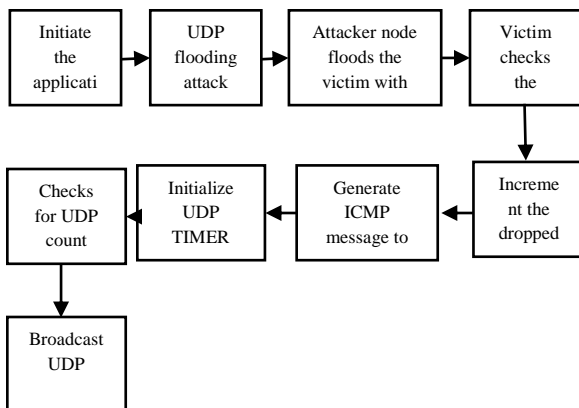 Initiate
the
applicati
UDP
flooding
attack
Attacker node
floods the
victim with
Victim
checks
the
Increme
nt the
dropped
Generate
ICMP
message to
Initialize
UDP
TIMER
Checks
for UDP
count
Broadcast
UDP